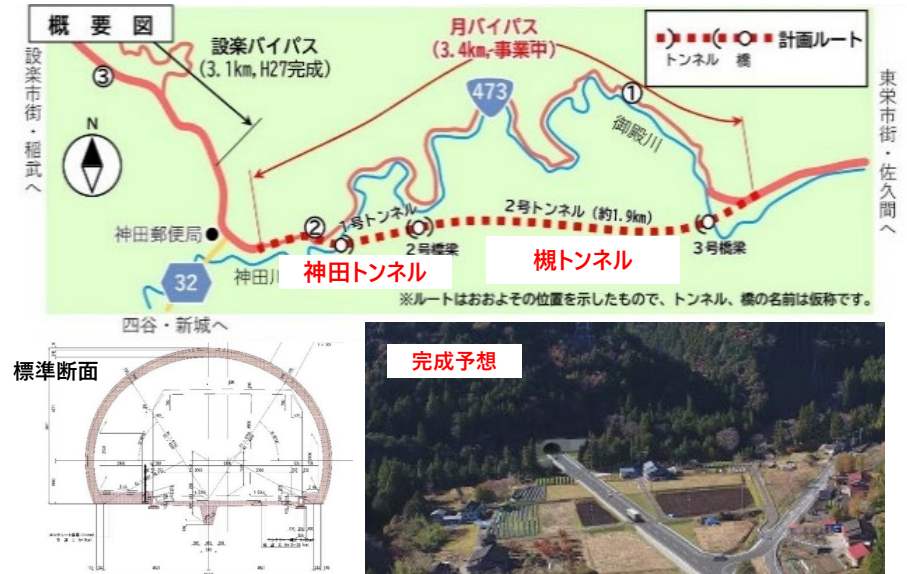 概 要 図
設楽市街・稲武へ
③
設楽バイパス
(3.1km,H27完成)
月バイパス
(3.4km,事業中)
計画ルート
トンネル 橋
473
①
御殿川
東栄市街・佐久間へ
N
神田郵便局
②
1号トンネル
2号橋梁
2号トンネル(約1.9km)
3号橋梁
神田川
神田トンネル
槻トンネル
32
四谷・新城へ
※ルートはおおよその位置を示したもので、トンネル、橋の名前は仮称です。
標準断面
完成予想